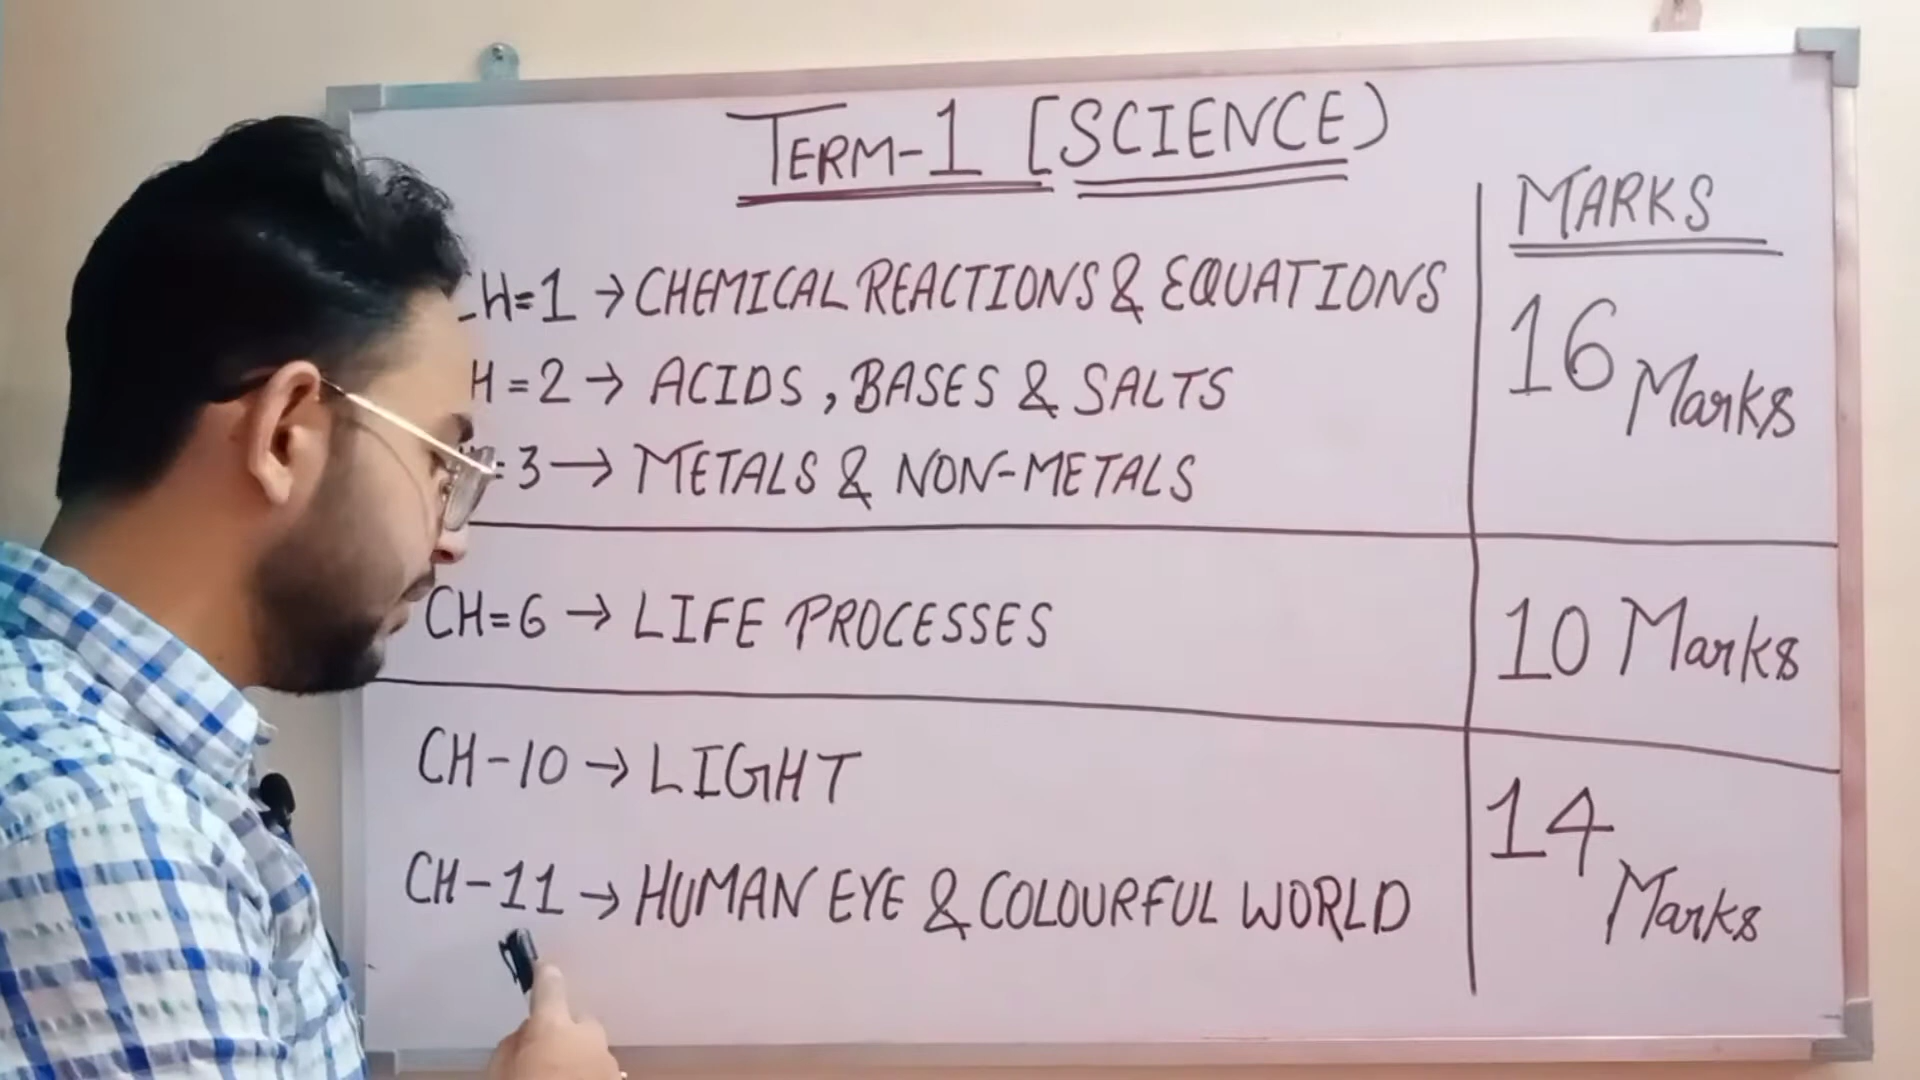 TERM-1 [SCIENCE)
MARKS
H=1 → CHEMICAL REACTIONS & EQUATIONS
H=2 → ACIDS, BASES & SALTS
=3 → METALS & NON-METALS
16 Marks
CH=6 → LIFE PROCESSES
10 Marks
CH-10 → LIGHT
CH-11 → HUMAN EYE & COLOURFUL WORLD
14 Marks